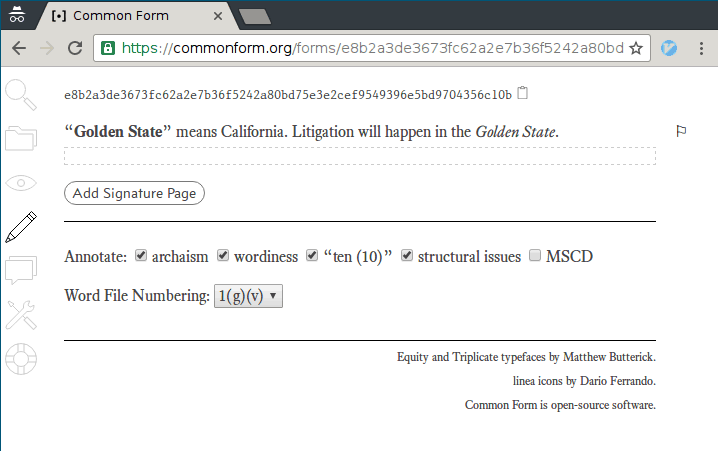 Common Form
https://commonform.org/forms/e8b2a3de3673fc62a2e7b36f5242a80bd
e8b2a3de3673fc62a2e7b36f5242a80bd75e3e2cef9549396e5bd9704356c10b
“Golden State” means California. Litigation will happen in the Golden State.
Add Signature Page
Annotate: archaism wordiness “ten (10)” structural issues MSCD
Word File Numbering: 1(g)(v)
Equity and Triplicate typefaces by Matthew Butterick.
linea icons by Dario Ferrando.
Common Form is open-source software.